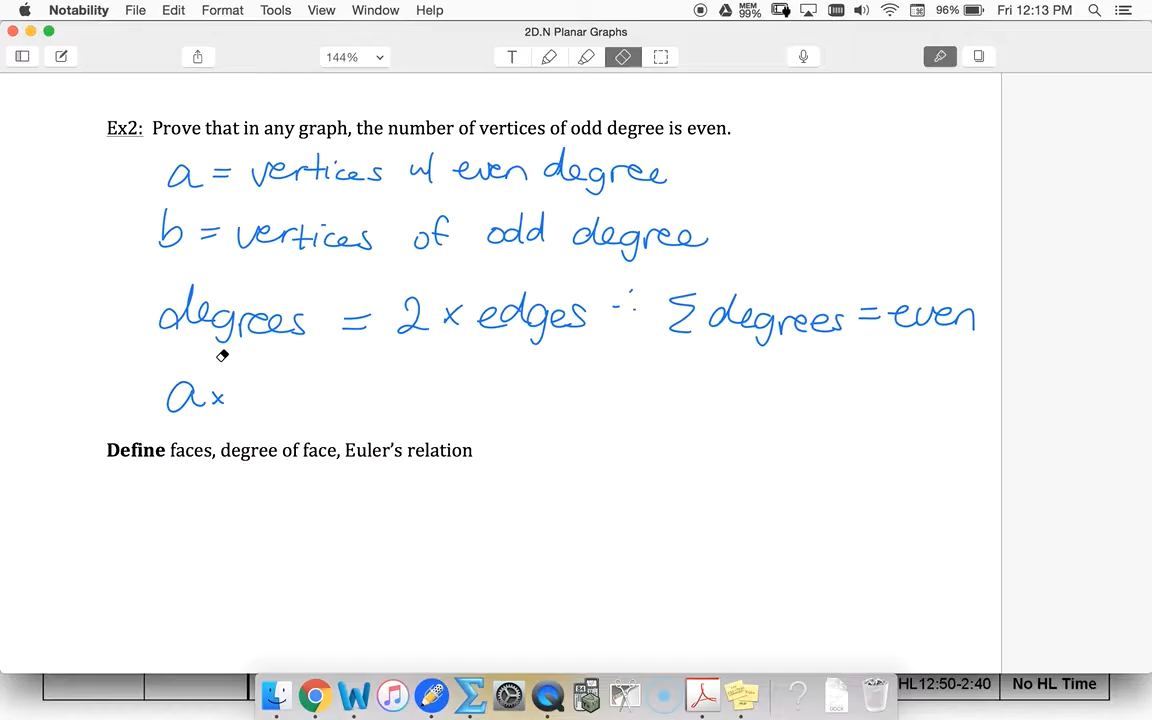 Notability File Edit Format Tools View Window Help MEM 99% 96% Fri 12:13 PM
2D.N Planar Graphs
144% T
Ex2: Prove that in any graph, the number of vertices of odd degree is even.
a = vertices w/ even degree
b = vertices of odd degree
degrees = 2 × edges ∴ Σ degrees = even
a ×
Define faces, degree of face, Euler's relation
HL12:50-2:40 No HL Time